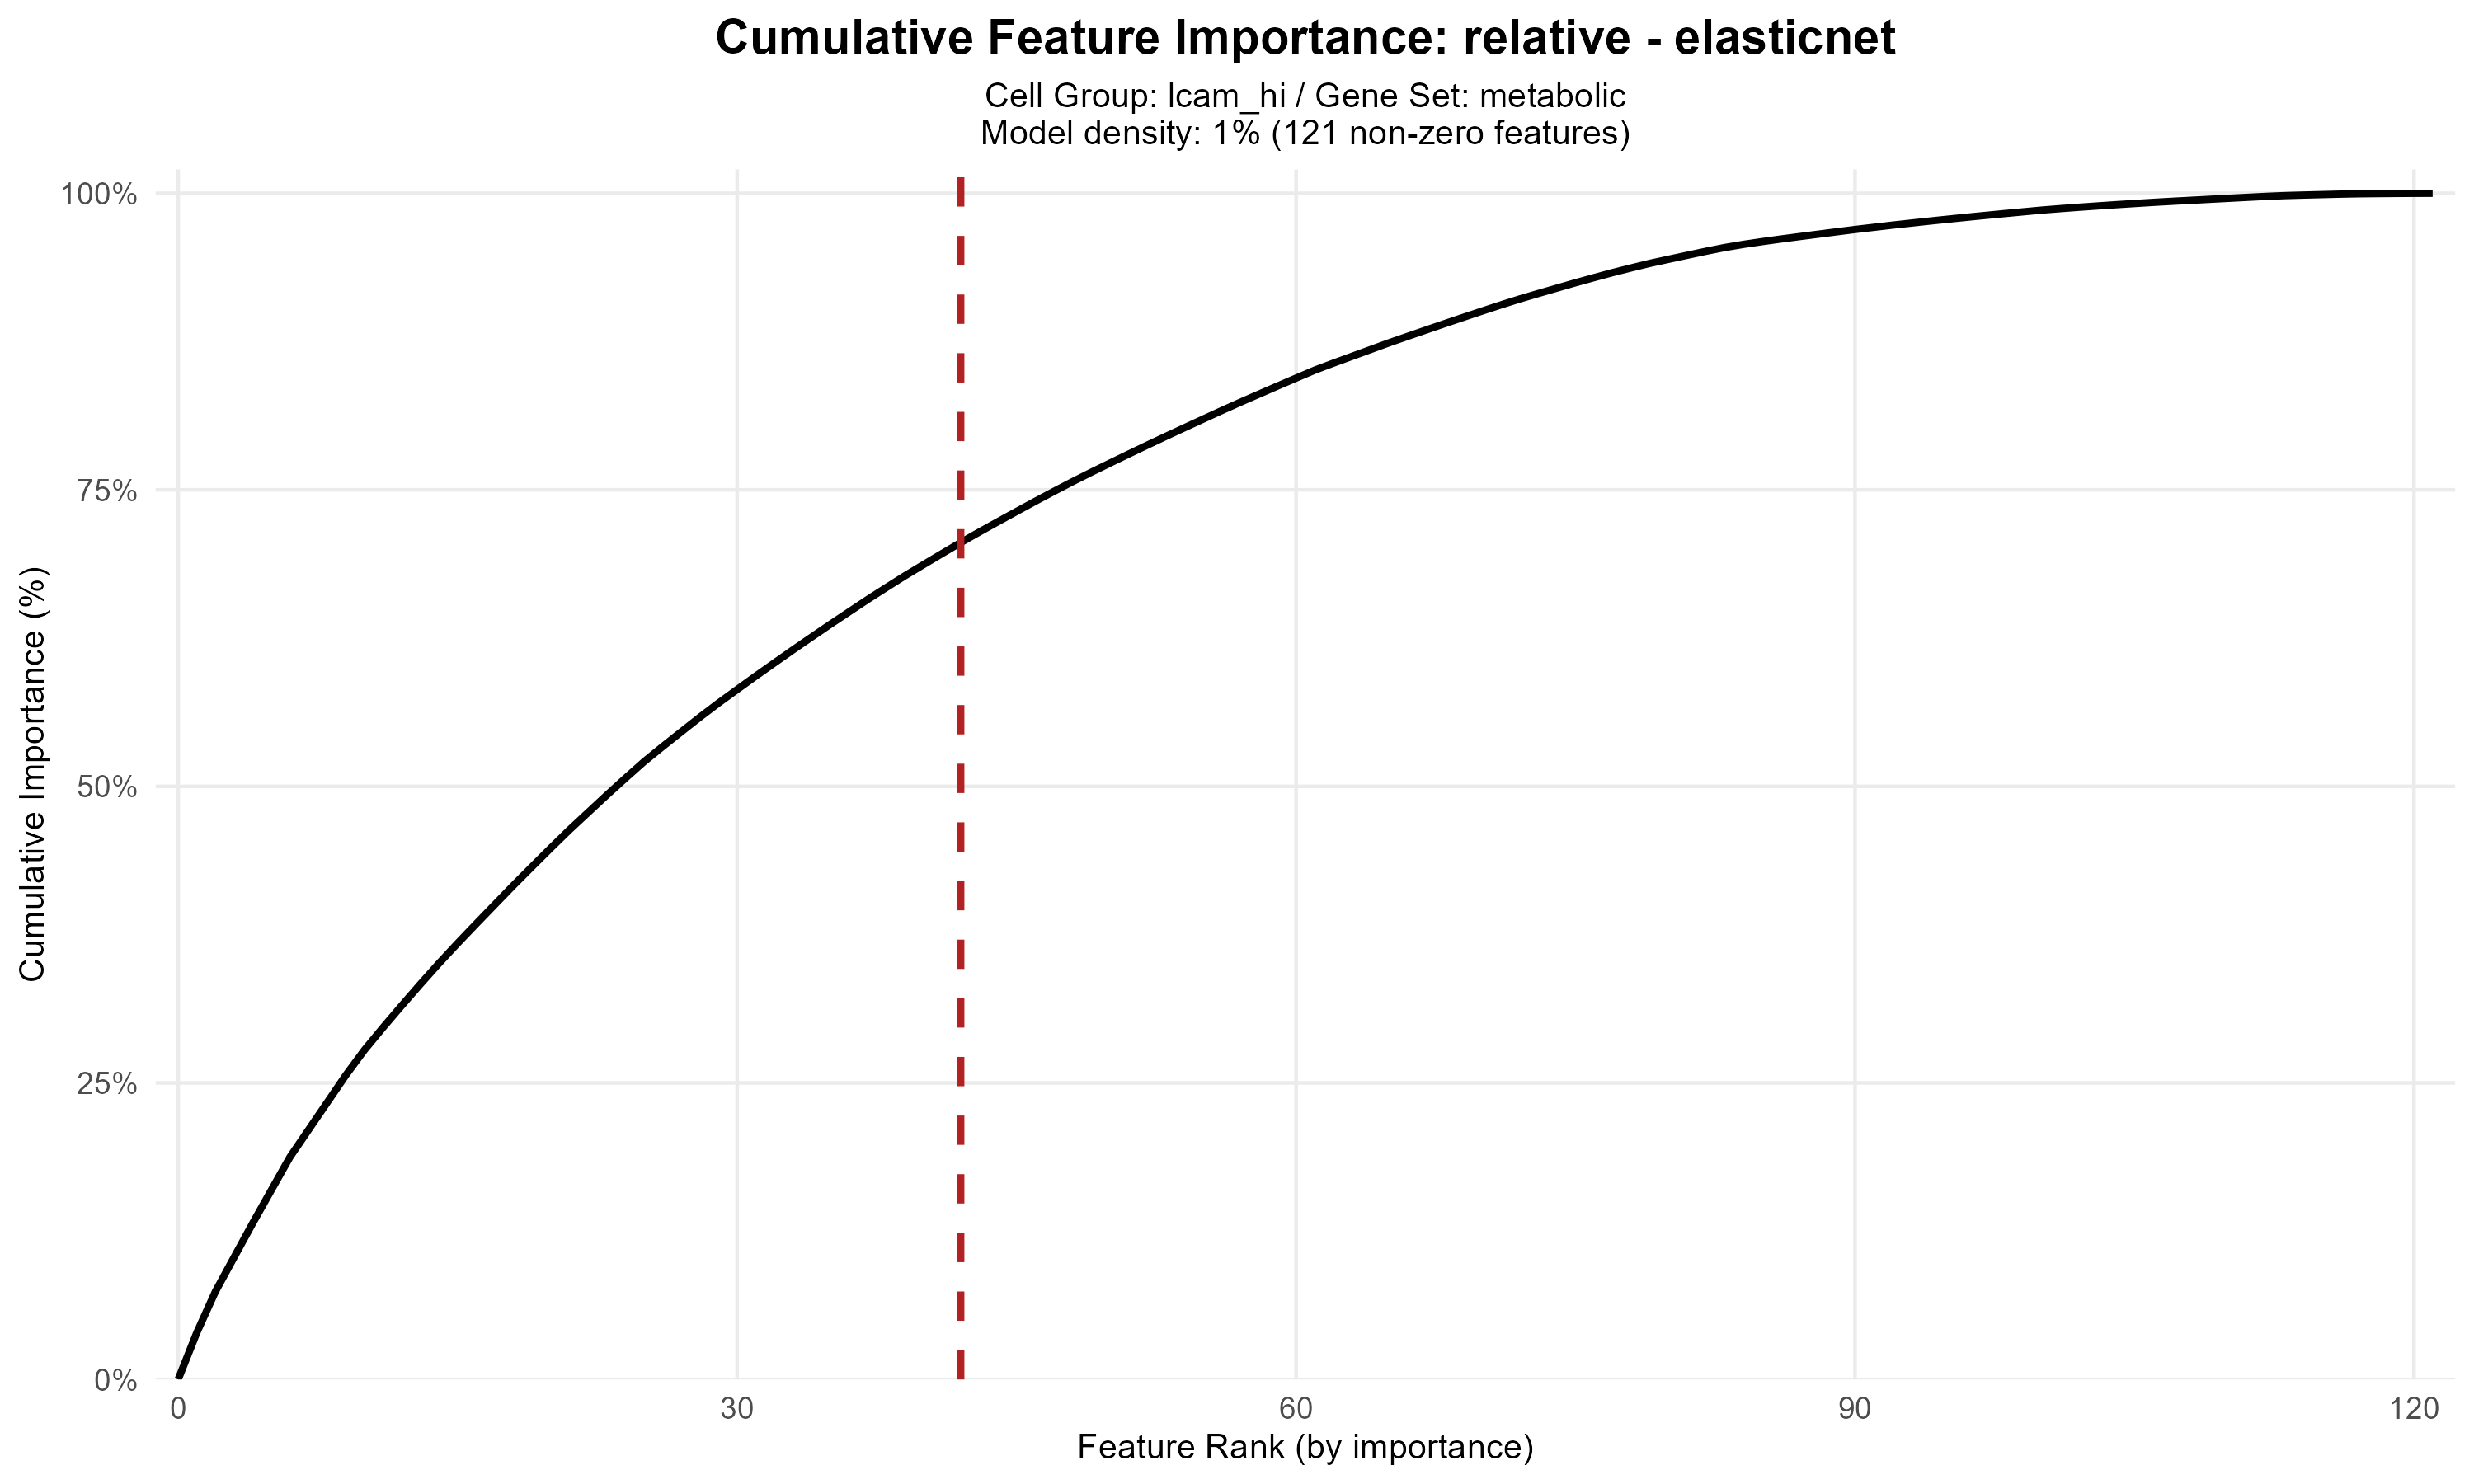 Cumulative Feature Importance: relative - elasticnet
Cell Group: lcam_hi / Gene Set: metabolic
Model density: 1% (121 non-zero features)
100%
75%
50%
25%
0%
Cumulative Importance (%)
0 30 60 90 120
Feature Rank (by importance)